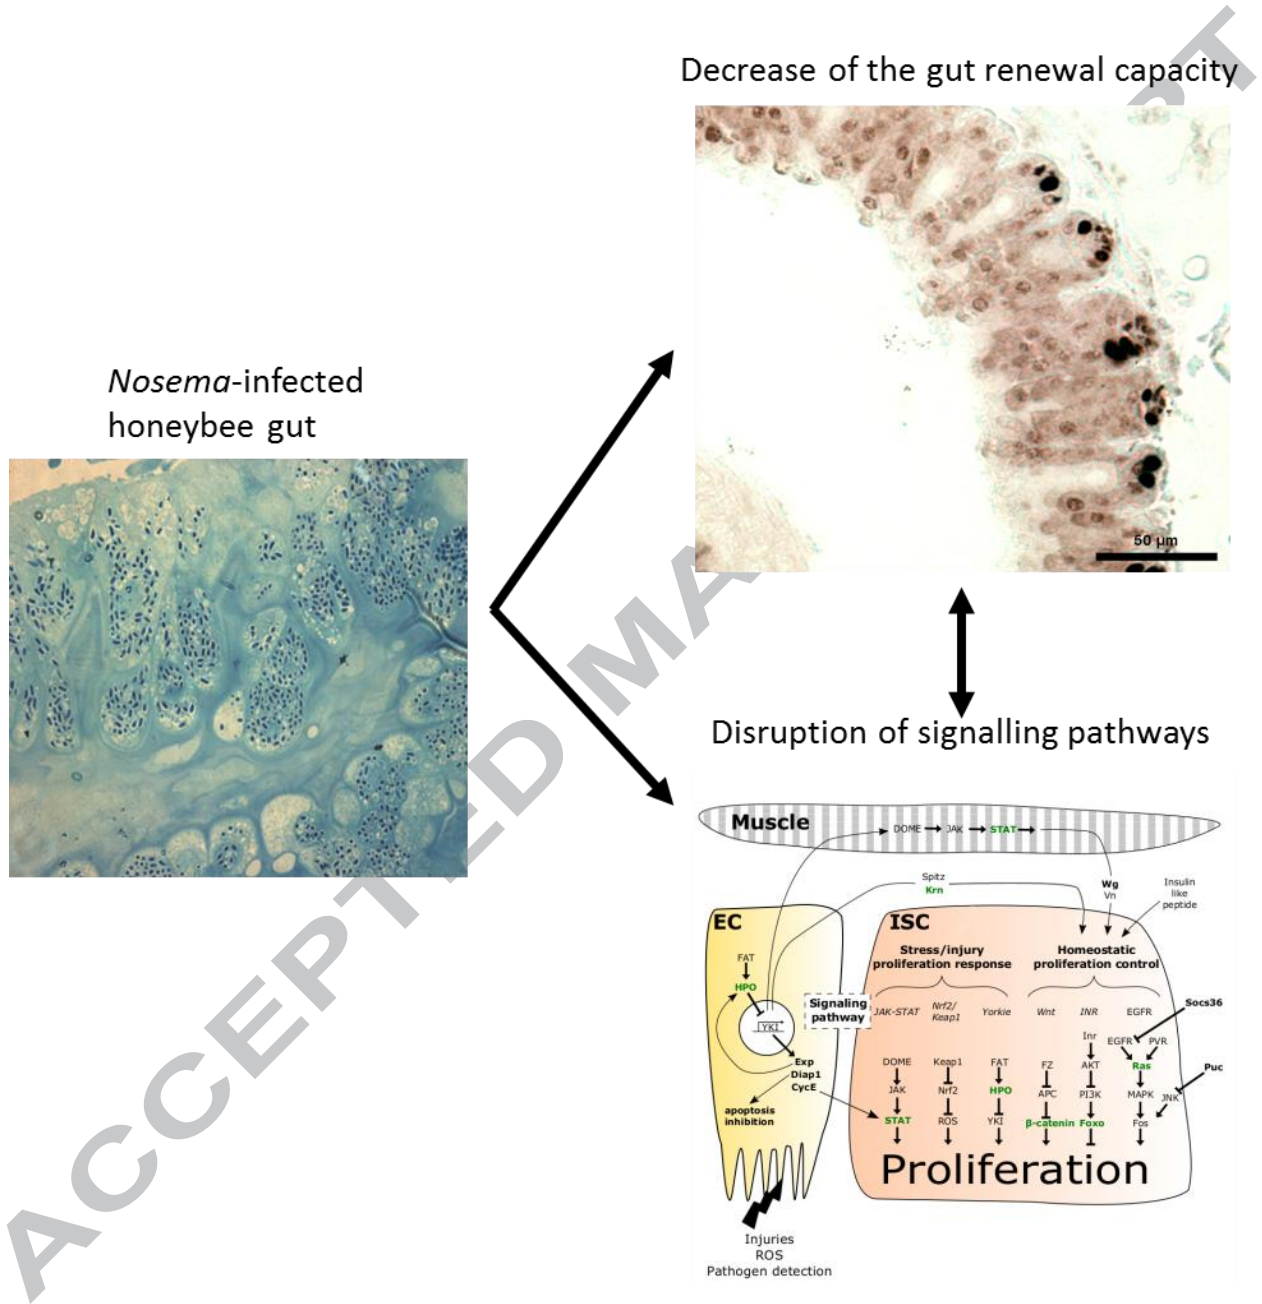 Decrease of the gut renewal capacity
50 µm
Nosema-infected
honeybee gut
Disruption of signalling pathways
Muscle
DOME JAK STAT
Spitz
Krn
Wg
Vn
Insulin
like
peptide
EC
FAT
HPO
YKI
Exp
Diap1
CycE
apoptosis
inhibition
Injuries
ROS
Pathogen detection
ISC
Stress/injury
proliferation response
Homeostatic
proliferation control
Signaling
pathway
JAK-STAT
Nrf2/
Keap1
Yorkie
Wnt
INR
EGFR
Socs36
DOME
JAK
STAT
Keap1
Nrf2
ROS
FAT
HPO
YKI
FZ
APC
β-catenin
Inr
AKT
PI3K
Foxo
EGFR PVR
Ras
MAPK JNK
Fos
Puc
Proliferation
ACCEPTED MA
PT